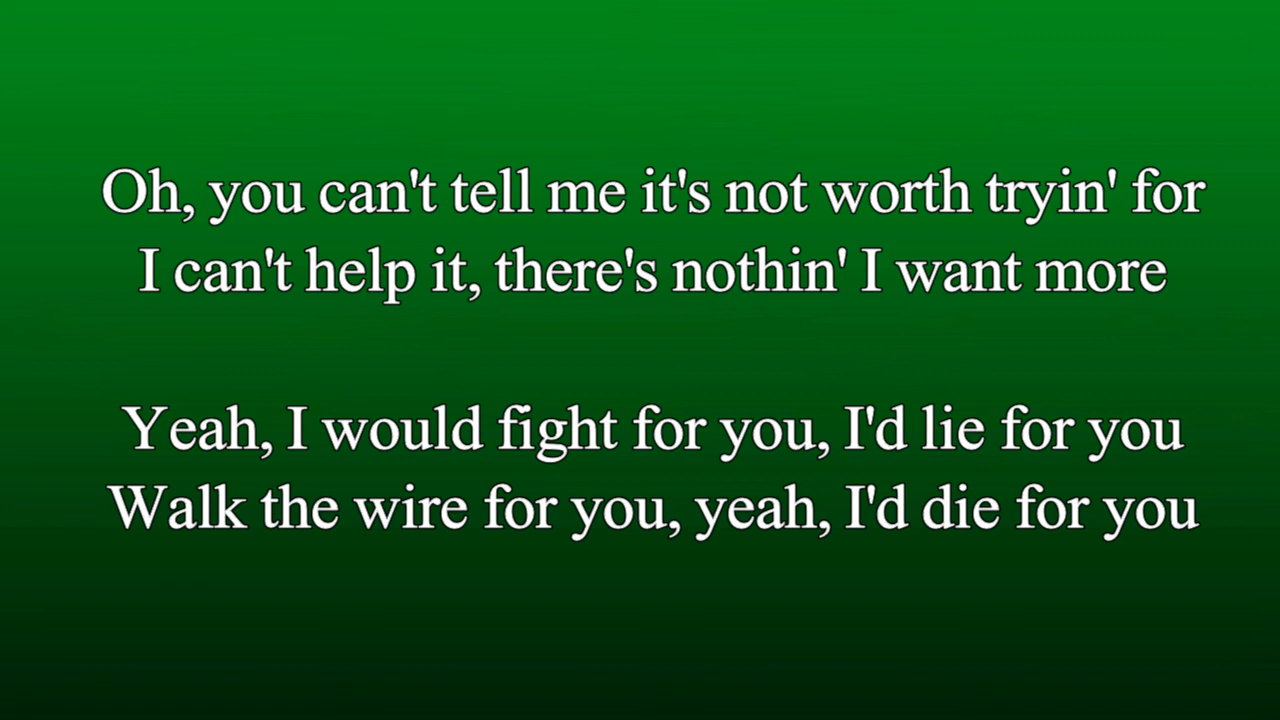 Oh, you can't tell me it's not worth tryin' for
I can't help it, there's nothin' I want more
Yeah, I would fight for you, I'd lie for you
Walk the wire for you, yeah, I'd die for you